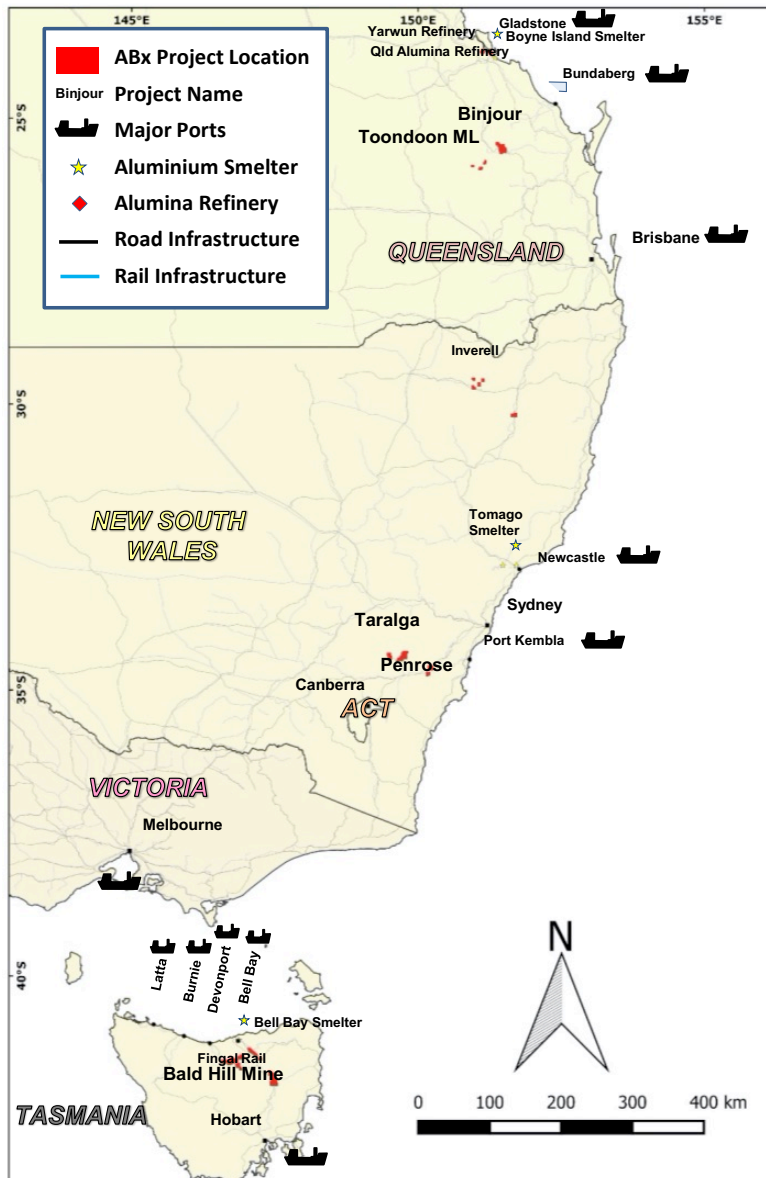 145°E
150°E
155°E
ABx Project Location
Binjour Project Name
Major Ports
Aluminium Smelter
Alumina Refinery
Road Infrastructure
Rail Infrastructure
Yarwun Refinery
Gladstone
Boyne Island Smelter
Qld Alumina Refinery
Bundaberg
25°S
Binjour
Toondoon ML
Brisbane
QUEENSLAND
Inverell
30°S
NEW SOUTH
WALES
Tomago
Smelter
Newcastle
Sydney
Taralga
Port Kembla
Penrose
Canberra
35°S
ACT
VICTORIA
Melbourne
Latta
Burnie
Devonport
Bell Bay
40°S
Bell Bay Smelter
Fingal Rail
Bald Hill Mine
TASMANIA
Hobart
N
0 100 200 300 400 km